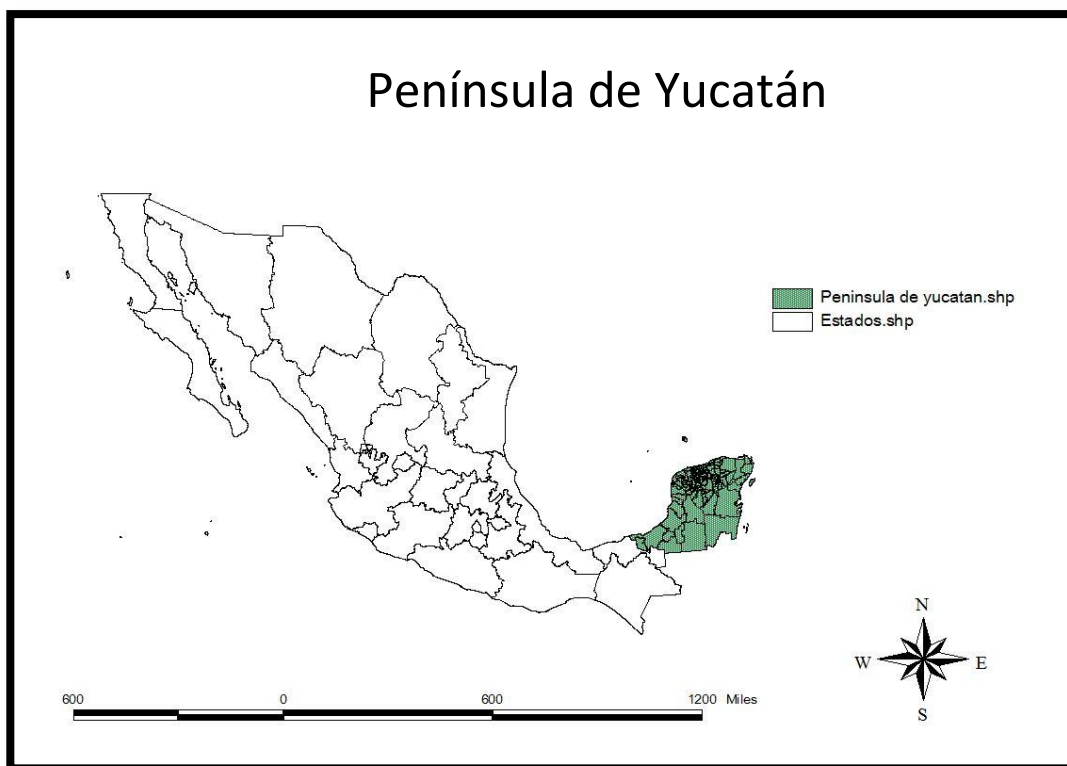 Península de Yucatán
Peninsula de yucatan.shp
Estados.shp
N
W E
S
600 0 600 1200 Miles